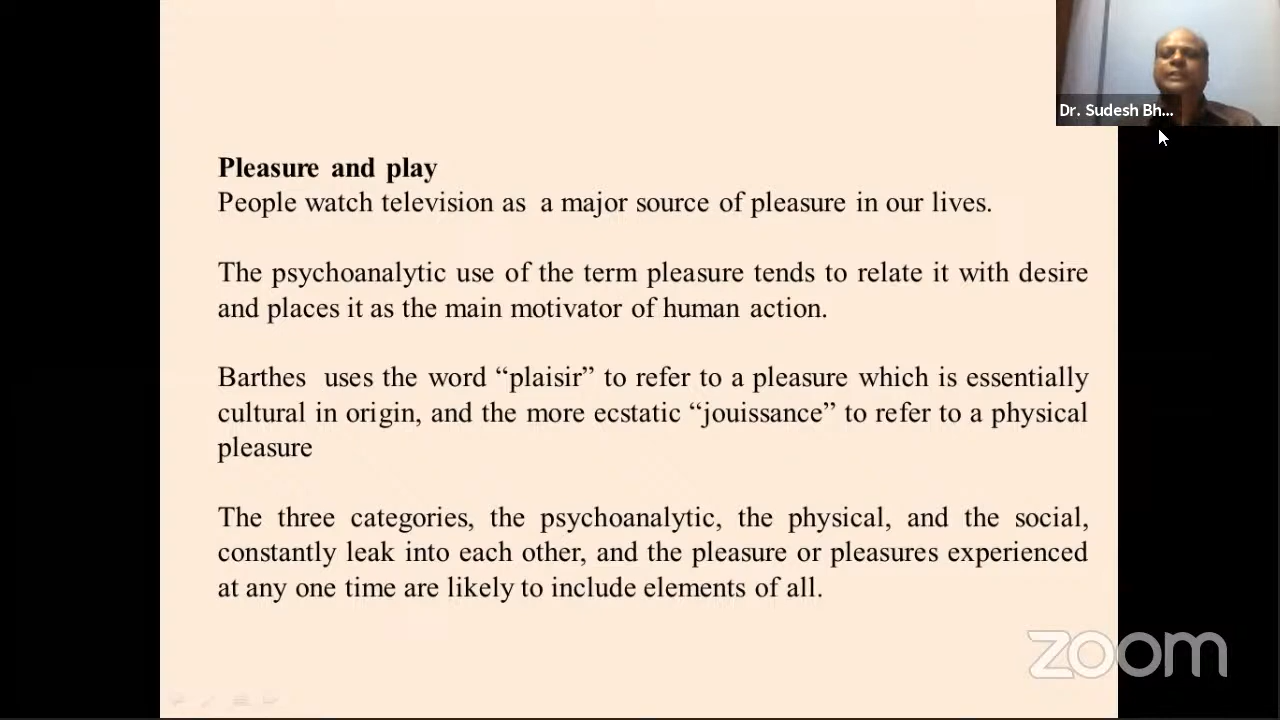 Dr. Sudesh Bh...
Pleasure and play
People watch television as a major source of pleasure in our lives.
The psychoanalytic use of the term pleasure tends to relate it with desire
and places it as the main motivator of human action.
Barthes uses the word “plaisir” to refer to a pleasure which is essentially
cultural in origin, and the more ecstatic “jouissance” to refer to a physical
pleasure
The three categories, the psychoanalytic, the physical, and the social,
constantly leak into each other, and the pleasure or pleasures experienced
at any one time are likely to include elements of all.
zoom